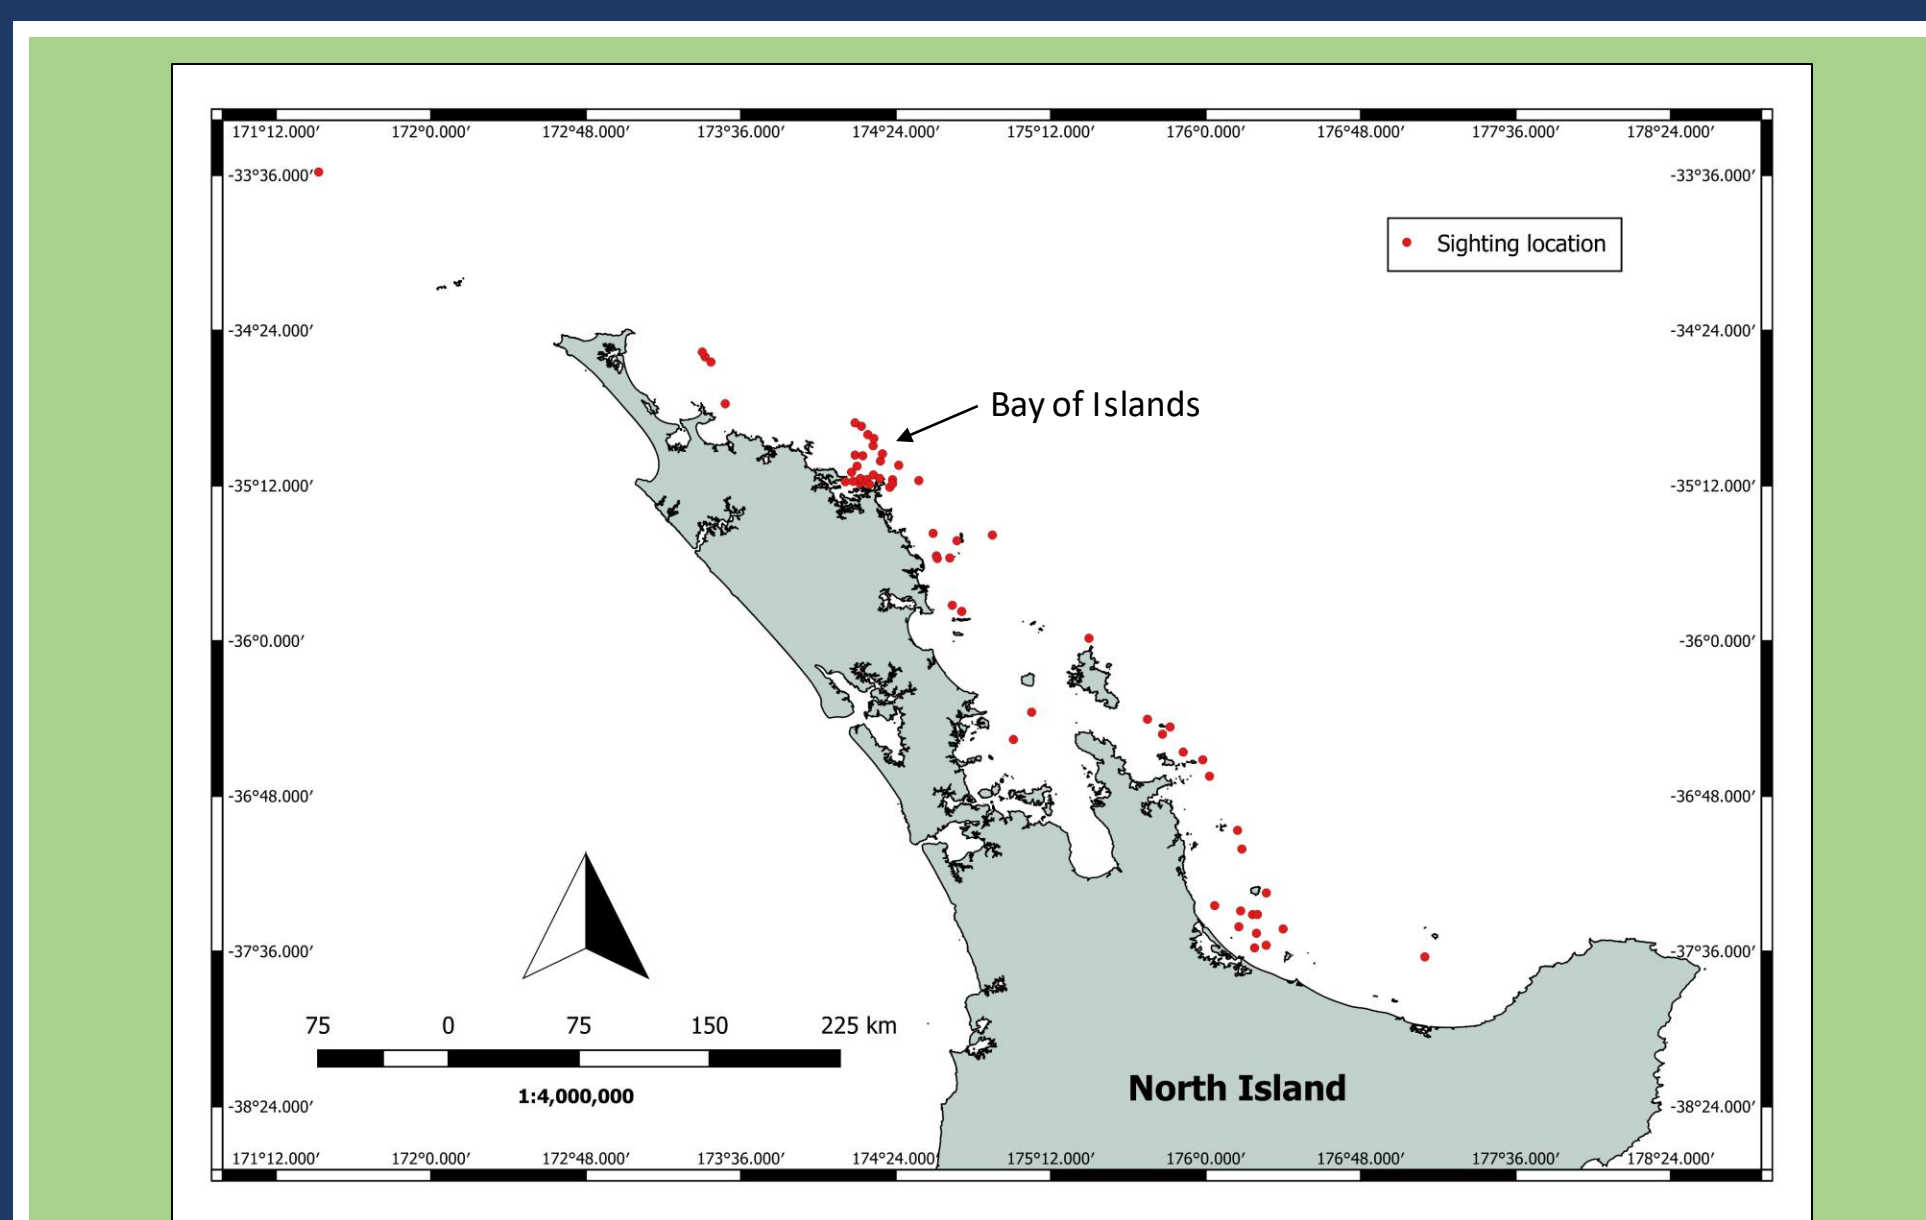 171°12.000′ 172°0.000′ 172°48.000′ 173°36.000′ 174°24.000′ 175°12.000′ 176°0.000′ 176°48.000′ 177°36.000′ 178°24.000′
-33°36.000′ -33°36.000′
Sighting location
-34°24.000′ -34°24.000′
Bay of Islands
-35°12.000′ -35°12.000′
-36°0.000′ -36°0.000′
-36°48.000′ -36°48.000′
-37°36.000′ -37°36.000′
75 0 75 150 225 km
1:4,000,000
North Island
-38°24.000′ -38°24.000′
171°12.000′ 172°0.000′ 172°48.000′ 173°36.000′ 174°24.000′ 175°12.000′ 176°0.000′ 176°48.000′ 177°36.000′ 178°24.000′